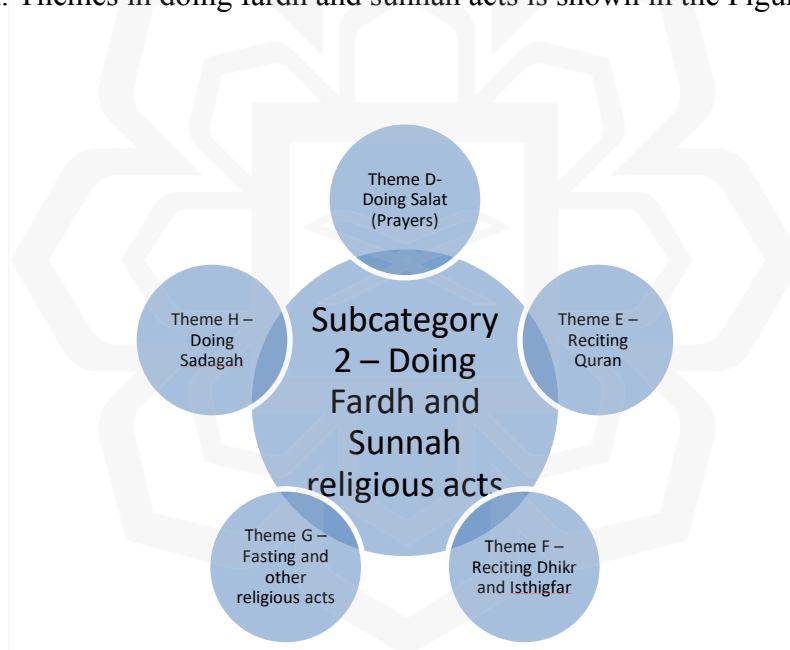 . Themes in doing fardh and sunnah acts is shown in the Figu
Theme D-
Doing Salat
(Prayers)
Subcategory
2 – Doing
Fardh and
Sunnah
religious acts
Theme E –
Reciting
Quran
Theme F –
Reciting Dhikr
and Isthigfar
Theme G –
Fasting and
other
religious acts
Theme H –
Doing
Sadagah